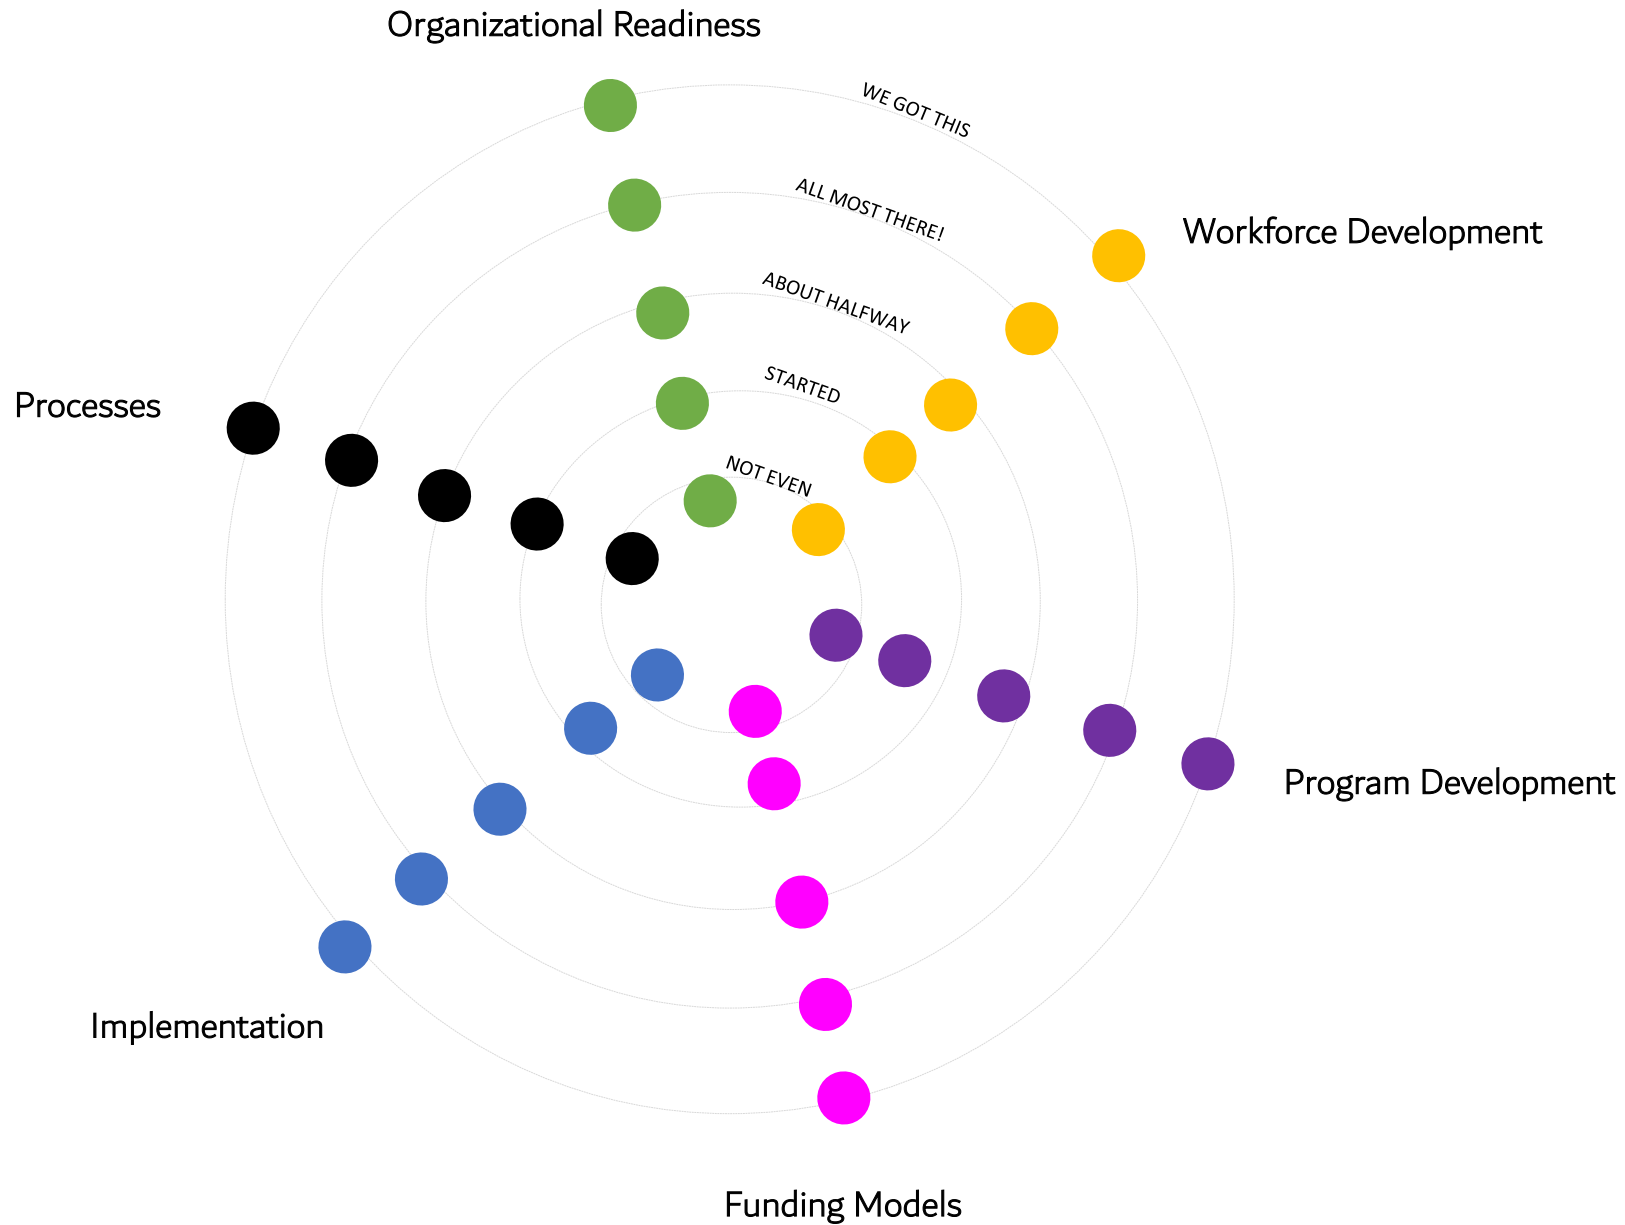 Organizational Readiness
WE GOT THIS
ALL MOST THERE!
Workforce Development
ABOUT HALFWAY
STARTED
Processes
NOT EVEN
Program Development
Implementation
Funding Models